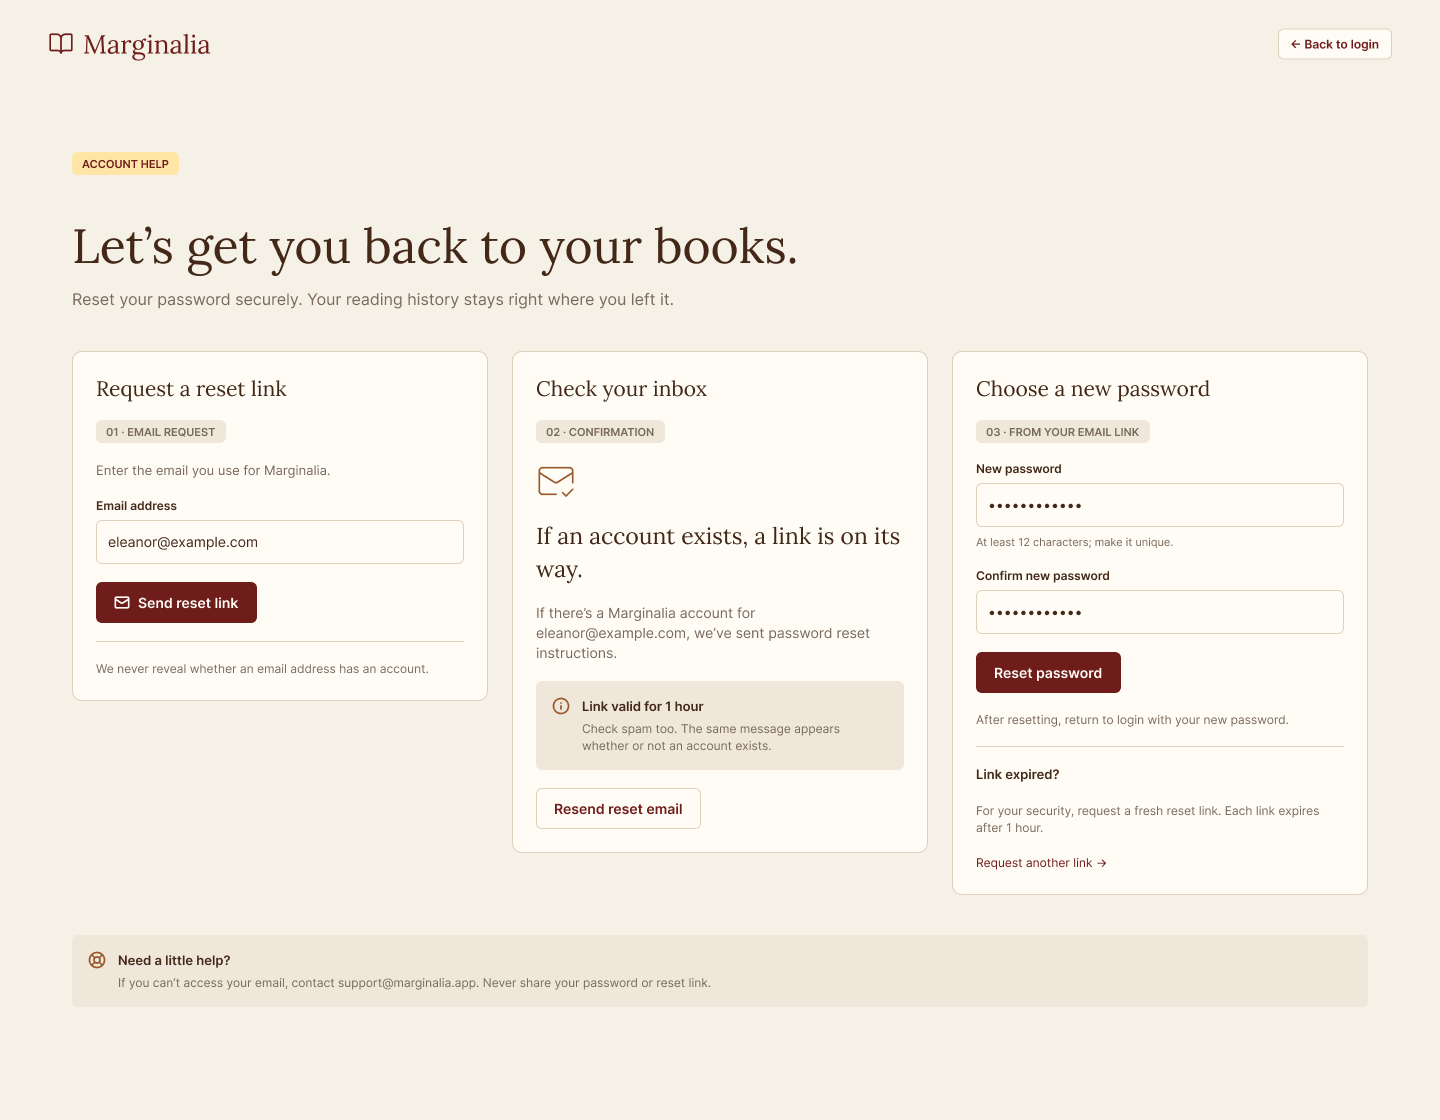 Marginalia
← Back to login
ACCOUNT HELP
Let’s get you back to your books.
Reset your password securely. Your reading history stays right where you left it.
Request a reset link
01 · EMAIL REQUEST
Enter the email you use for Marginalia.
Email address
eleanor@example.com
Send reset link
We never reveal whether an email address has an account.
Check your inbox
02 · CONFIRMATION
If an account exists, a link is on its
way.
If there’s a Marginalia account for
eleanor@example.com, we’ve sent password reset
instructions.
Link valid for 1 hour
Check spam too. The same message appears
whether or not an account exists.
Resend reset email
Choose a new password
03 · FROM YOUR EMAIL LINK
New password
••••••••••••
At least 12 characters; make it unique.
Confirm new password
••••••••••••
Reset password
After resetting, return to login with your new password.
Link expired?
For your security, request a fresh reset link. Each link expires
after 1 hour.
Request another link →
Need a little help?
If you can’t access your email, contact support@marginalia.app. Never share your password or reset link.